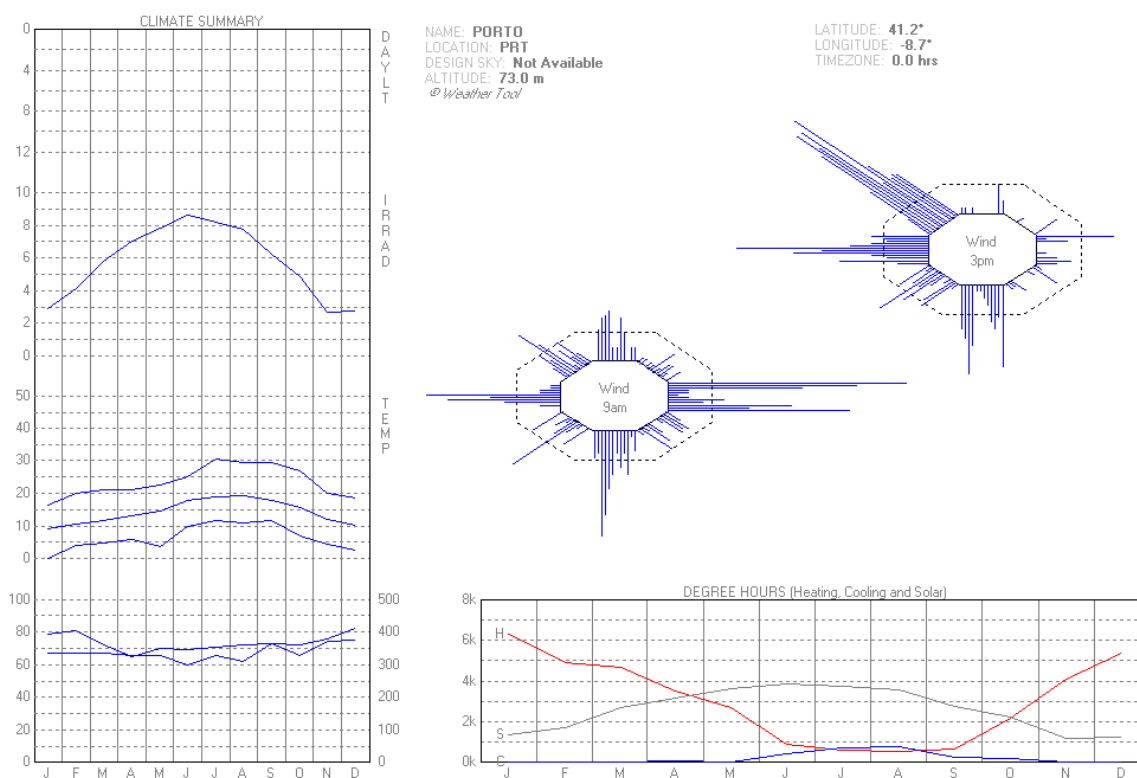 CLIMATE SUMMARY
NAME: PORTO
LOCATION: PRT
DESIGN SKY: Not Available
ALTITUDE: 73.0 m
© Weather Tool
LATITUDE: 41.2°
LONGITUDE: -8.7°
TIMEZONE: 0.0 hrs
0
4
8
12
DAYLT
10
8
6
4
2
0
IRRAD
50
40
30
20
10
0
TEMP
100
80
60
40
20
0
500
400
300
200
100
0
J F M A M J J A S O N D
Wind
3pm
Wind
9am
DEGREE HOURS (Heating, Cooling and Solar)
8k
6k
4k
2k
0k
H
S
C
J F M A M J J A S O N D